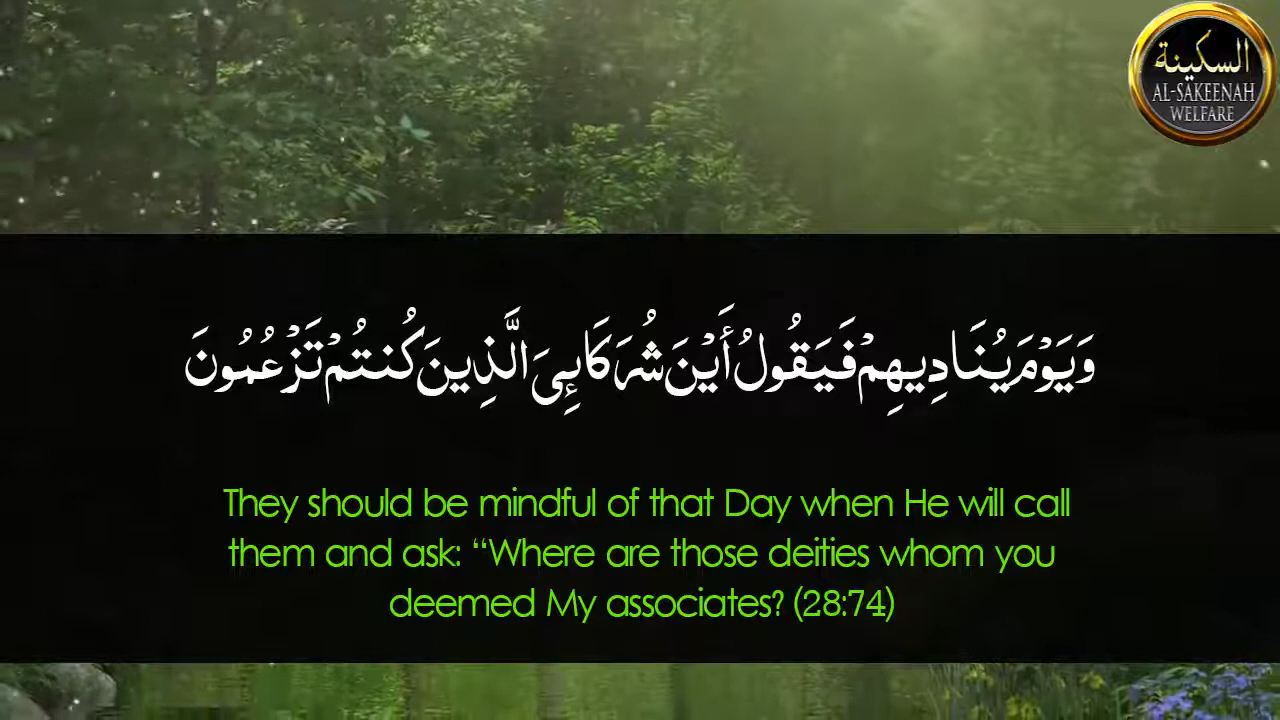 السكينة
AL-SAKEENAH
WELFARE
وَيَوْمَ يُنَادِيهِمْ فَيَقُولُ أَيْنَ شُرَكَاءِىَ الَّذِينَ كُنتُمْ تَزْعُمُونَ
They should be mindful of that Day when He will call
them and ask: “Where are those deities whom you
deemed My associates? (28:74)